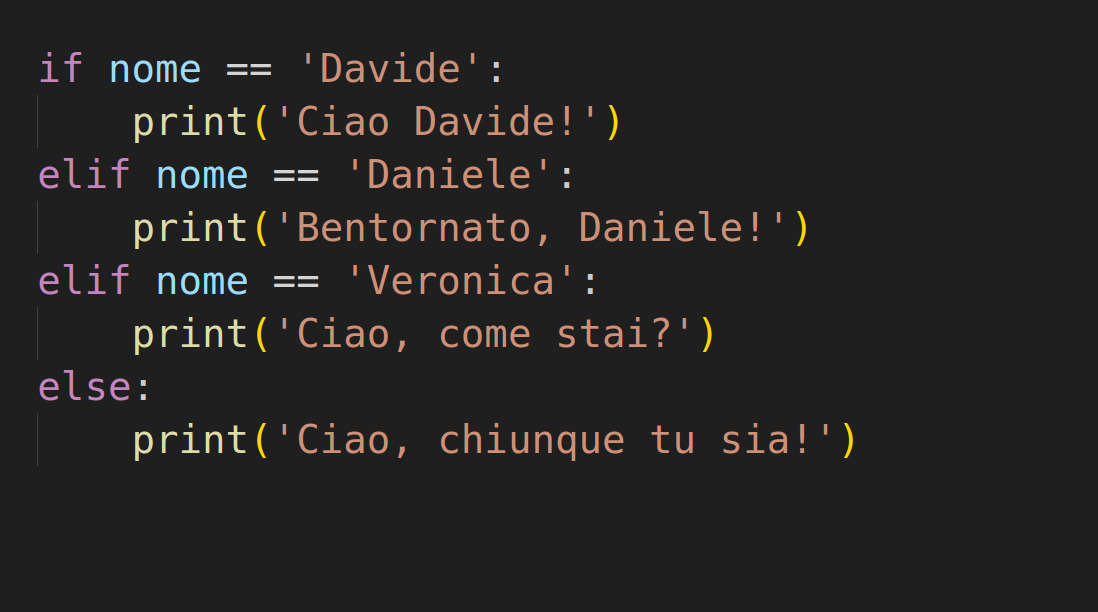 if nome == 'Davide':
    print('Ciao Davide!')
elif nome == 'Daniele':
    print('Bentornato, Daniele!')
elif nome == 'Veronica':
    print('Ciao, come stai?')
else:
    print('Ciao, chiunque tu sia!')